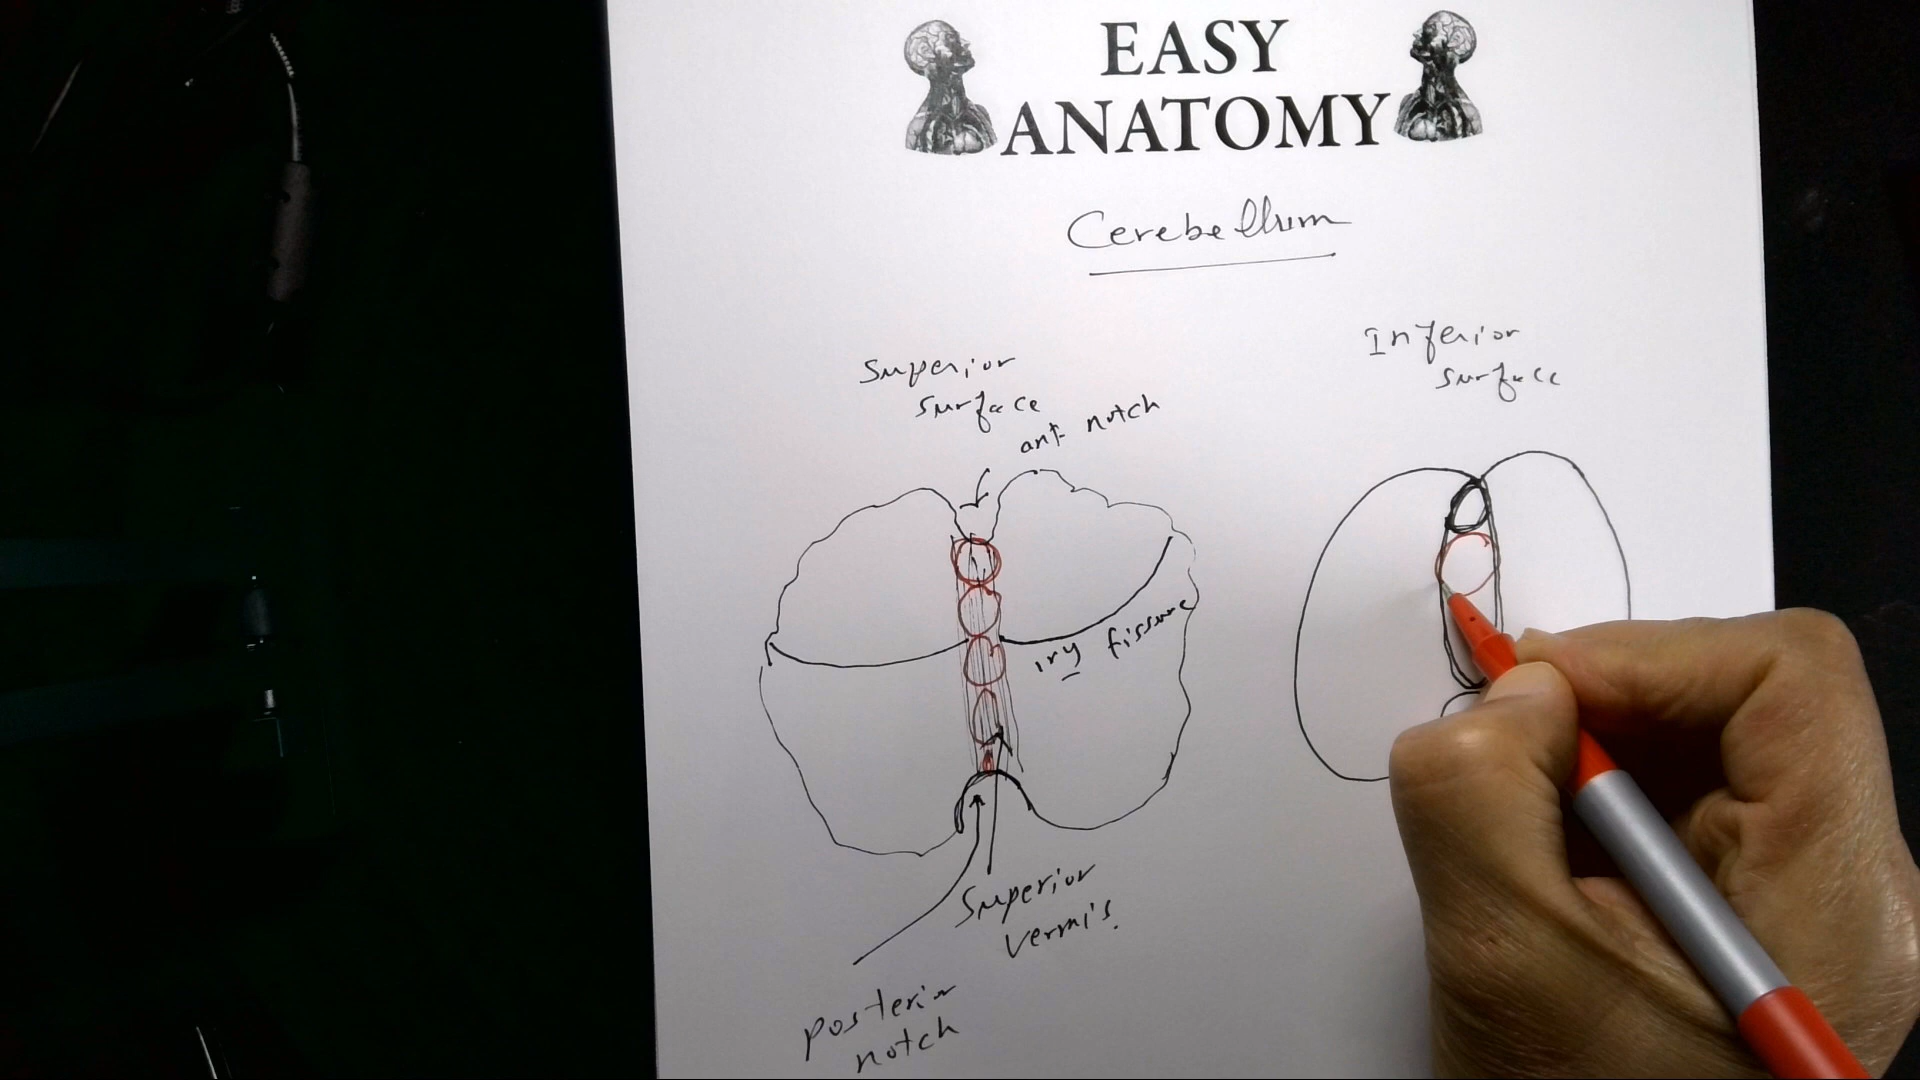 EASY
ANATOMY
Cerebellum
Superior
surface
ant notch
Inferior
surface
1ry fissure
Superior
vermis.
posterior
notch